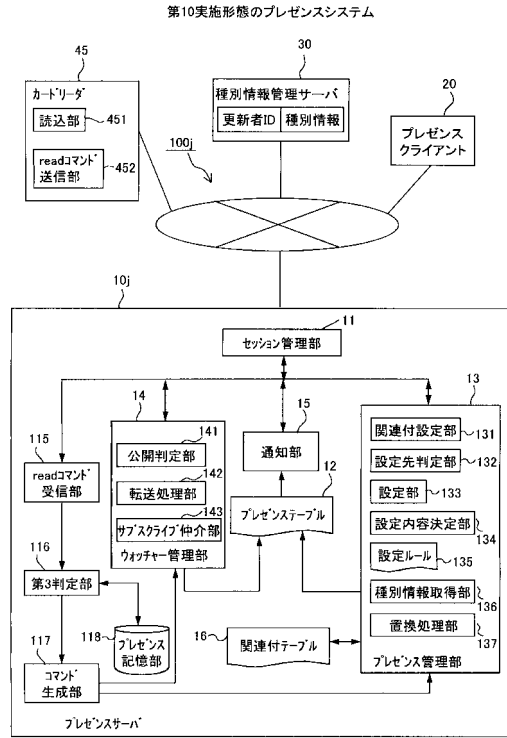 第10実施形態のプレゼンスシステム
45
カードリーダ
読込部
451
readコマンド
送信部
452
30
種別情報管理サーバ
更新者ID
種別情報
20
プレゼンス
クライアント
100j
10j
11
セッション管理部
14
141
公開判定部
142
転送処理部
143
サブスクライブ仲介部
ウォッチャー管理部
15
通知部
12
プレゼンステーブル
13
関連付設定部
131
設定先判定部
132
設定部
133
設定内容決定部
134
設定ルール
135
種別情報取得部
136
置換処理部
137
プレゼンス管理部
115
readコマンド
受信部
116
第3判定部
117
コマンド
生成部
118
プレゼンス
記憶部
16
関連付テーブル
プレゼンスサーバ